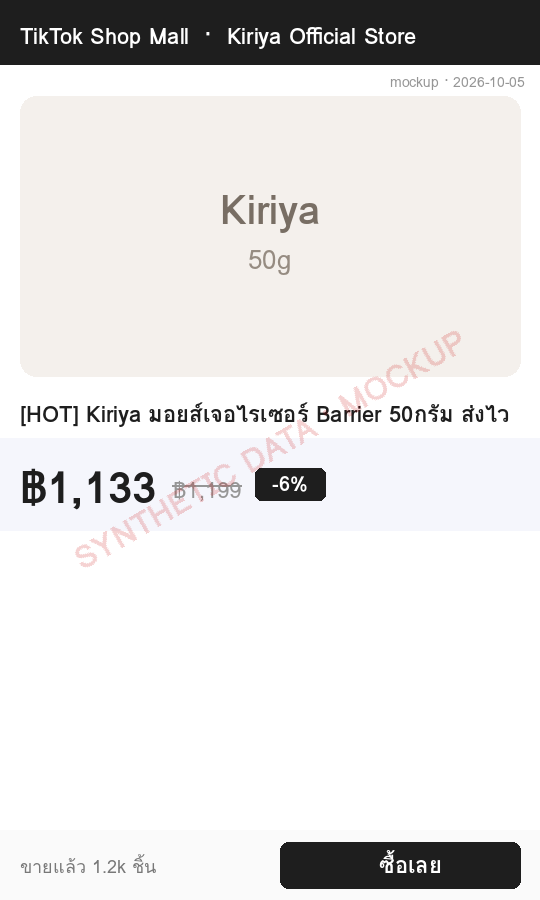 TikTok Shop Mall · Kiriya Official Store
mockup · 2026-10-05
Kiriya
50g
[HOT] Kiriya มอยส์เจอไรเซอร์ Barrier 50กรัม ส่งไว
฿1,133 ฿1,199 -6%
SYNTHETIC DATA · MOCKUP
ขายแล้ว 1.2k ชิ้น
ซื้อเลย